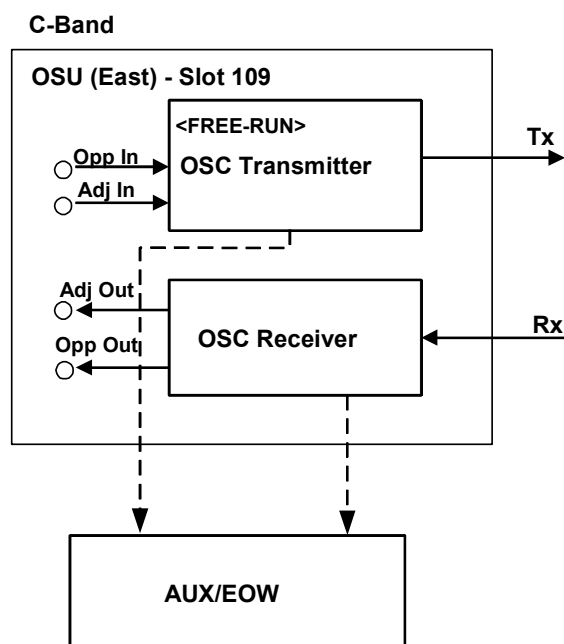 C-Band
OSU (East) - Slot 109
<FREE-RUN>
OSC Transmitter
Opp In
Adj In
Tx
Adj Out
Opp Out
OSC Receiver
Rx
AUX/EOW